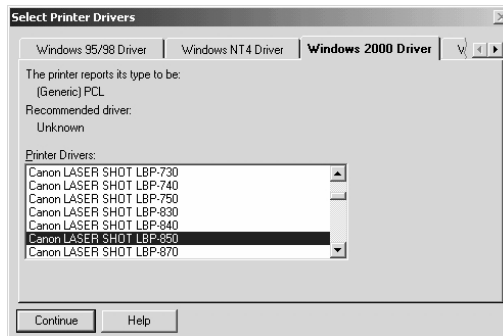 Select Printer Drivers
Windows 95/98 Driver
Windows NT4 Driver
Windows 2000 Driver
The printer reports its type to be:
(Generic) PCL
Recommended driver:
Unknown
Printer Drivers:
Canon LASER SHOT LBP-730
Canon LASER SHOT LBP-740
Canon LASER SHOT LBP-750
Canon LASER SHOT LBP-830
Canon LASER SHOT LBP-840
Canon LASER SHOT LBP-850
Canon LASER SHOT LBP-870
Continue
Help